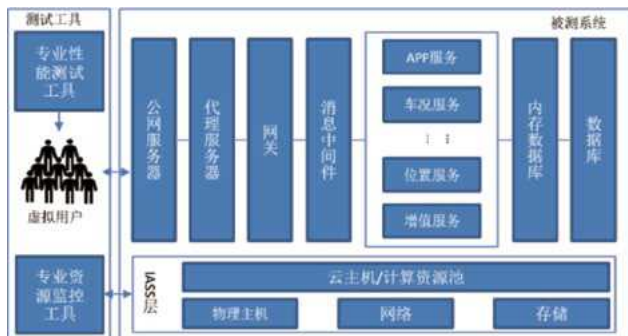 测试工具
专业性
能测试
工具
虚拟用户
专业资
源监控
工具
被测系统
公网服务器
代理服务器
网关
消息中间件
APP服务
车况服务
⋮ ⋮
位置服务
增值服务
内存数据库
数据库
IASS层
云主机/计算资源池
物理主机
网络
存储